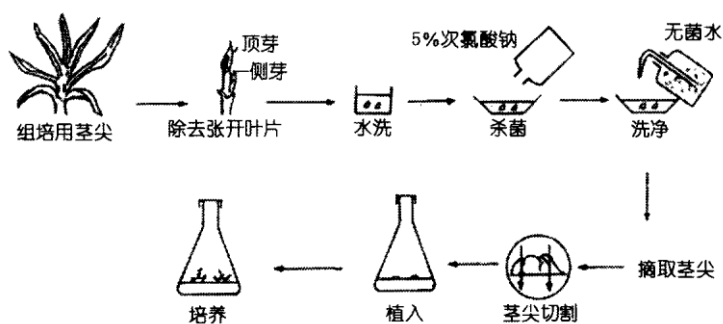 顶芽
侧芽
5%次氯酸钠
无菌水
组培用茎尖
除去张开叶片
水洗
杀菌
洗净
摘取茎尖
茎尖切割
植入
培养